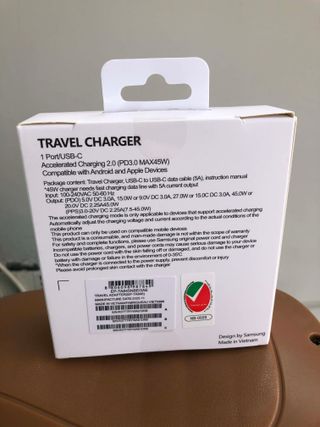 TRAVEL CHARGER
1 Port/USB-C
Accelerated Charging 2.0 (PD3.0 MAX45W)
Compatible with Android and Apple Devices
Package content: Travel Charger, USB-C to USB-C data cable (5A), instruction manual
*45W charger needs fast charging data line with 5A current output
Input: 100-240VAC 50-60 Hz
Output: (PDO) 5.0V DC 3.0A, 15.0W or 9.0V DC 3.0A, 27.0W or 15.0V DC 3.0A, 45.0W or
20.0V DC 2.25A/45.0W
(PPS)3.0-20V DC 2.25A(7.5-45.0W)
The accelerated charging mode is only applicable to devices that support accelerated charging
Automatically adjust the charging voltage and current according to the actual conditions of the
mobile phone
This product can only be used on compatible mobile devices
This product is a consumable, and man-made damage is not within the scope of warranty
For safety and complete functions, please use Samsung original power cord and charger
Incompatible batteries, chargers, and power cords may cause serious damage to your device
Do not use the power cord with the skin damaged or damaged, and do not use the charger or
battery with damage or failure in the environment of 0-35°C
*When the charger is connected to the power supply, prevent discomfort or injury
Please avoid prolonged skin contact with the charger
TRAVEL ADAPTER
MADE IN VIETNAM
Design by Samsung
Made in Vietnam